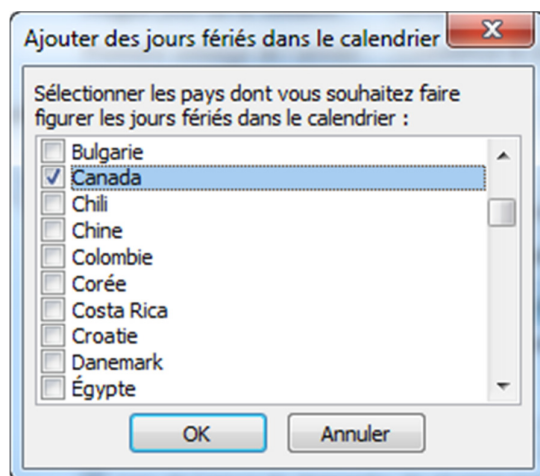 Ajouter des jours fériés dans le calendrier
Sélectionner les pays dont vous souhaitez faire
figurer les jours fériés dans le calendrier :
Bulgarie
Canada
Chili
Chine
Colombie
Corée
Costa Rica
Croatie
Danemark
Égypte
OK Annuler